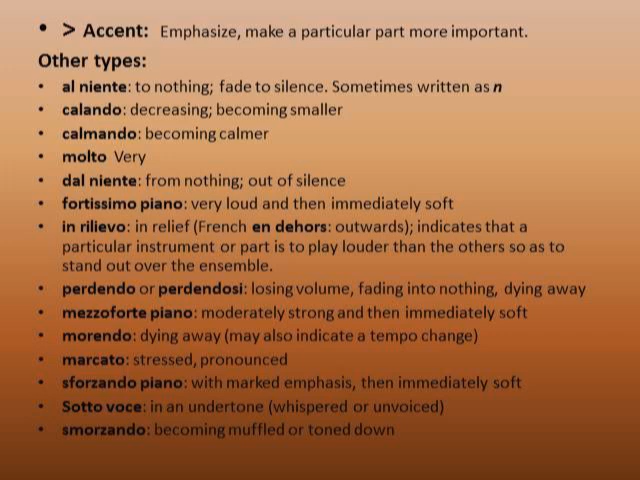 • > Accent: Emphasize, make a particular part more important.
Other types:
• al niente: to nothing; fade to silence. Sometimes written as n
• calando: decreasing; becoming smaller
• calmando: becoming calmer
• molto Very
• dal niente: from nothing; out of silence
• fortissimo piano: very loud and then immediately soft
• in rilievo: in relief (French en dehors: outwards); indicates that a
particular instrument or part is to play louder than the others so as to
stand out over the ensemble.
• perdendo or perdendosi: losing volume, fading into nothing, dying away
• mezzoforte piano: moderately strong and then immediately soft
• morendo: dying away (may also indicate a tempo change)
• marcato: stressed, pronounced
• sforzando piano: with marked emphasis, then immediately soft
• Sotto voce: in an undertone (whispered or unvoiced)
• smorzando: becoming muffled or toned down